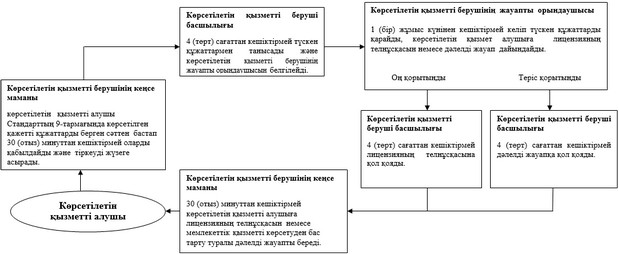 Көрсетілетін қызметті беруші
басшылығы
4 (төрт) сағаттан кешіктірмей түскен
құжаттармен танысады және
көрсетілетін қызметті берушінің
жауапты орындаушысын белгілейді.
Көрсетілетін қызметті берушінің жауапты орындаушысы
1 (бір) жұмыс күнінен кешіктірмей келіп түскен құжаттарды
қарайды, көрсетілетін қызмет алушыға лицензияның
телнұсқасын немесе дәлелді жауап дайындайды.
Оң қорытынды Теріс қорытынды
Көрсетілетін қызметті берушінің кеңсе
маманы
көрсетілетін қызметті алушы
Стандарттың 9-тармағында көрсетілген
қажетті құжаттарды берген сәттен бастап
30 (отыз) минуттан кешіктірмей оларды
қабылдайды және тіркеуді жүзеге
асырады.
Көрсетілетін қызметті
беруші басшылығы
4 (төрт) сағаттан кешіктірмей
лицензияның телнұсқасына
қол қояды.
Көрсетілетін қызметті
беруші басшылығы
4 (төрт) сағаттан кешіктірмей
дәлелді жауапқа қол қояды.
Көрсетілетін қызметті берушінің кеңсе
маманы
30 (отыз) минуттан кешіктірмей
көрсетілетін қызметті алушыға
лицензияның телнұсқасын немесе
мемлекеттік қызметті көрсетуден бас
тарту туралы дәлелді жауапты береді.
Көрсетілетін
қызметті алушы